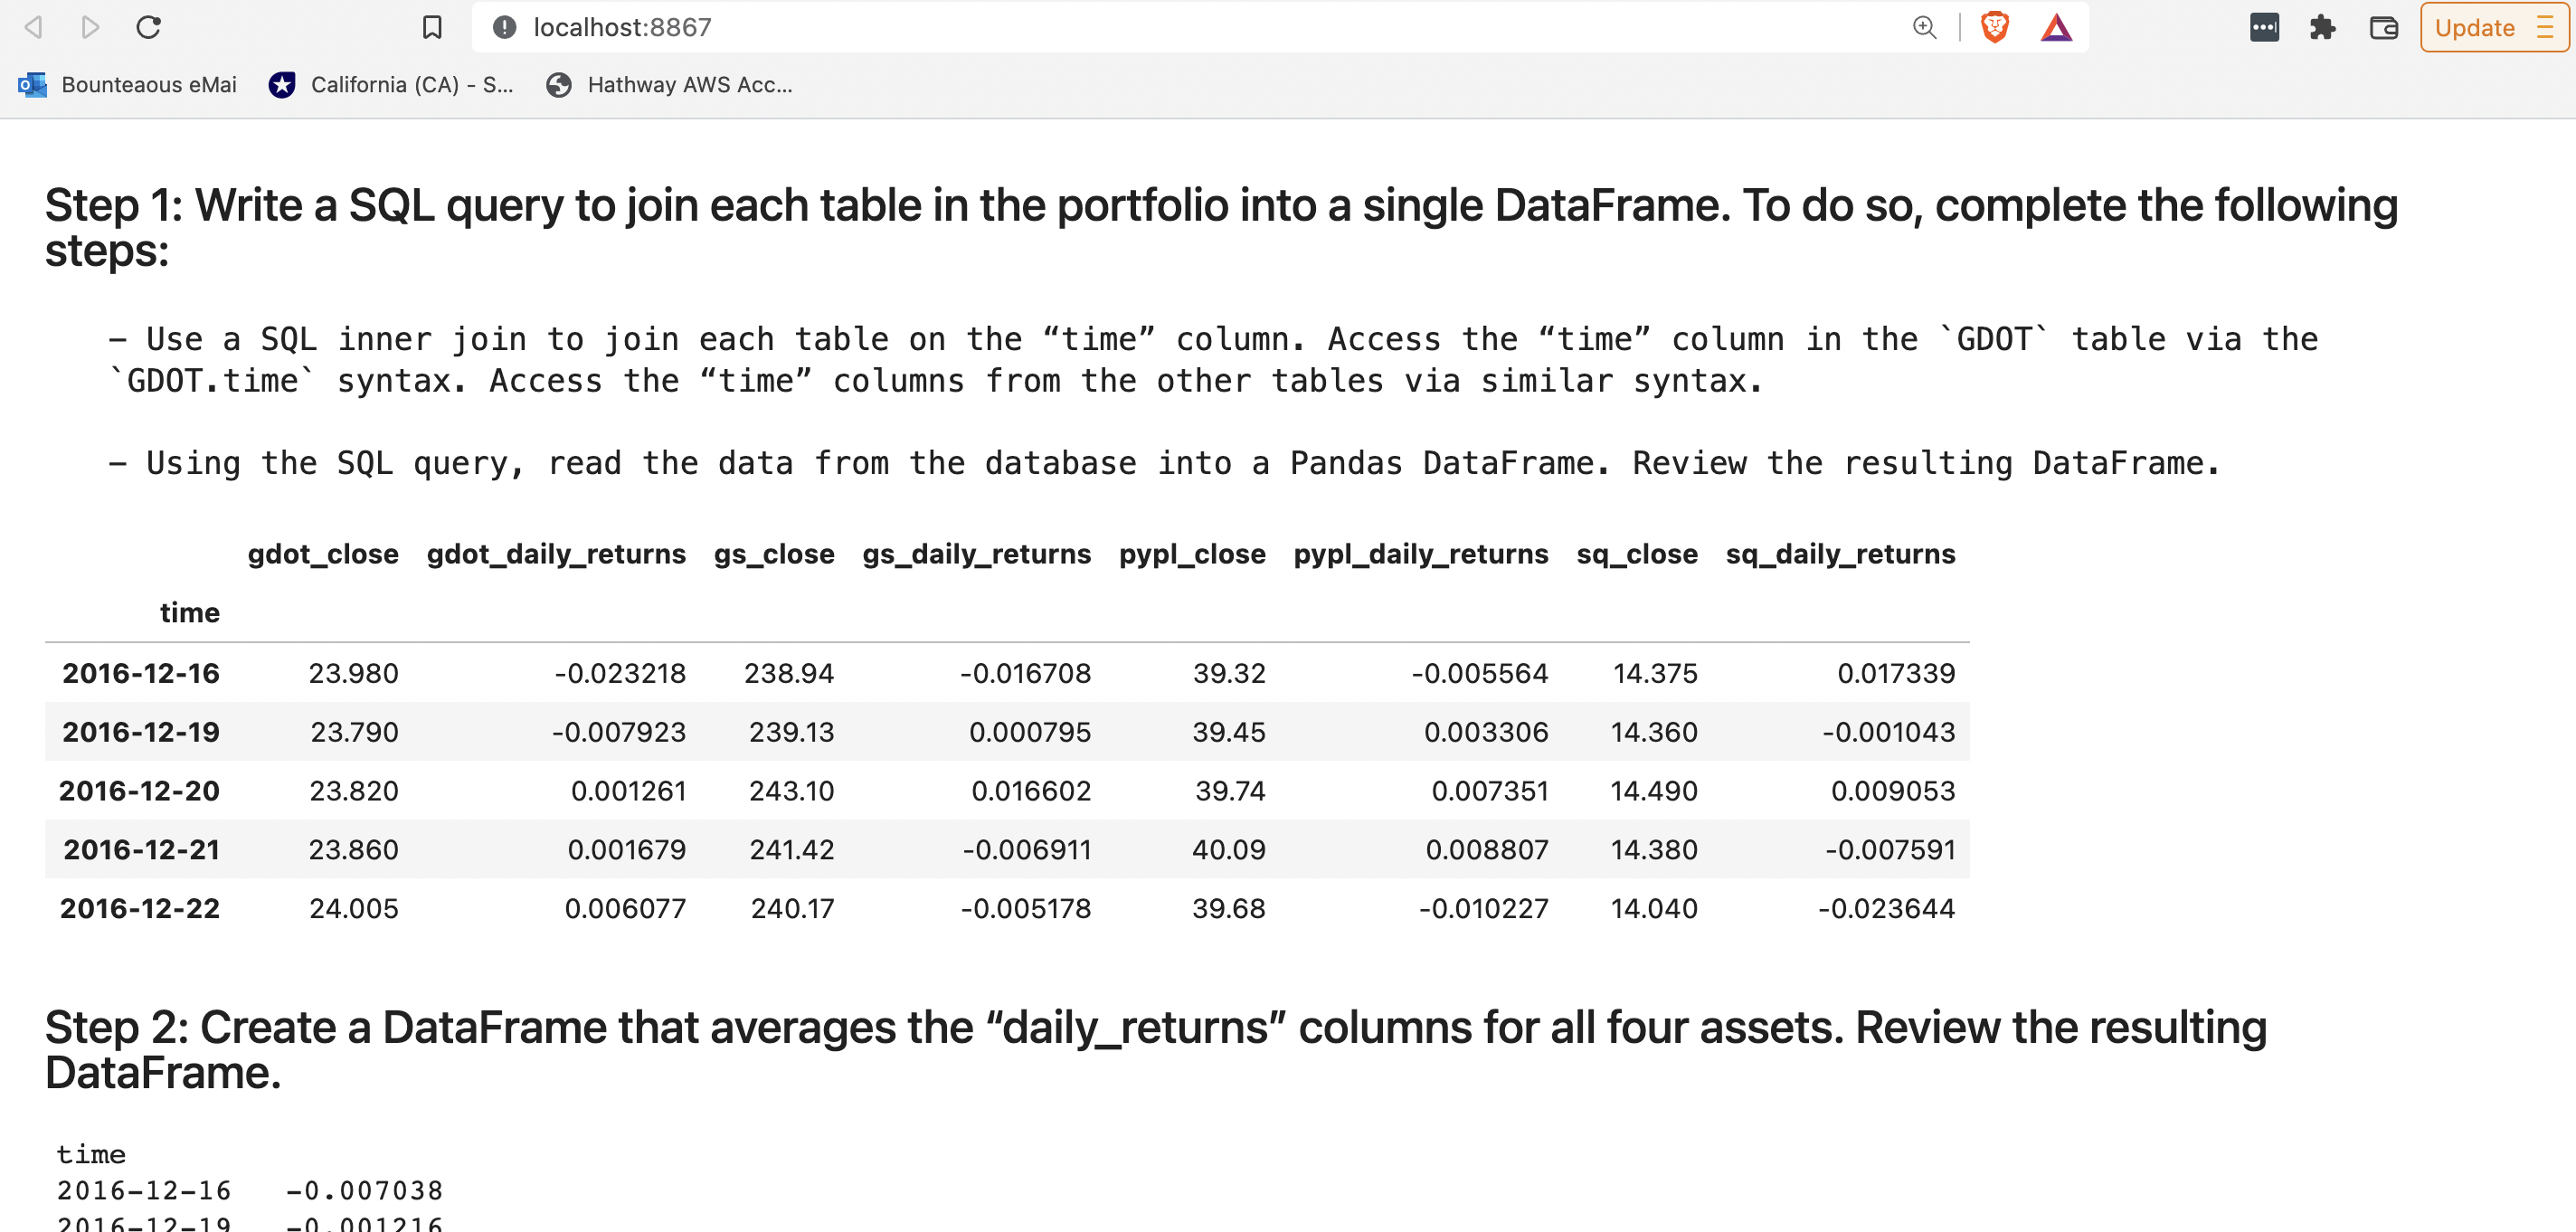 localhost:8867
Update
Bounteaous eMai
California (CA) - S...
Hathway AWS Acc...
Step 1: Write a SQL query to join each table in the portfolio into a single DataFrame. To do so, complete the following
steps:
– Use a SQL inner join to join each table on the “time” column. Access the “time” column in the `GDOT` table via the
`GDOT.time` syntax. Access the “time” columns from the other tables via similar syntax.
– Using the SQL query, read the data from the database into a Pandas DataFrame. Review the resulting DataFrame.
gdot_close gdot_daily_returns gs_close gs_daily_returns pypl_close pypl_daily_returns sq_close sq_daily_returns
time
2016-12-16 23.980 -0.023218 238.94 -0.016708 39.32 -0.005564 14.375 0.017339
2016-12-19 23.790 -0.007923 239.13 0.000795 39.45 0.003306 14.360 -0.001043
2016-12-20 23.820 0.001261 243.10 0.016602 39.74 0.007351 14.490 0.009053
2016-12-21 23.860 0.001679 241.42 -0.006911 40.09 0.008807 14.380 -0.007591
2016-12-22 24.005 0.006077 240.17 -0.005178 39.68 -0.010227 14.040 -0.023644
Step 2: Create a DataFrame that averages the “daily_returns” columns for all four assets. Review the resulting
DataFrame.
time
2016-12-16 -0.007038
2016-12-19 -0.001216